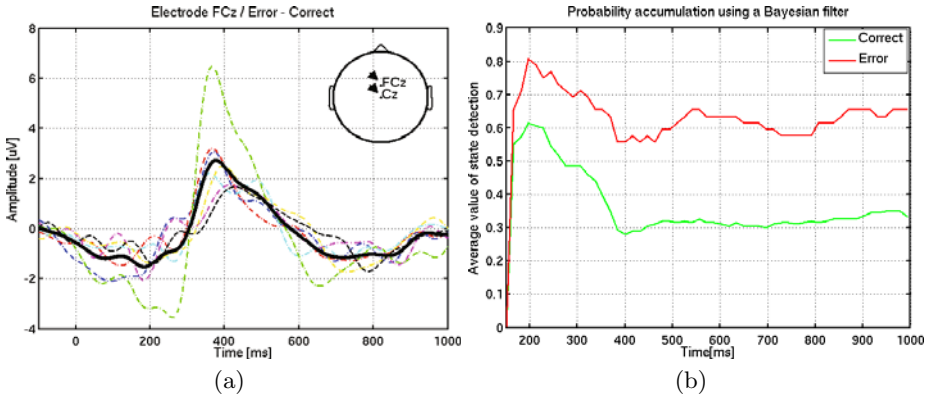 Electrode FCz / Error - Correct
Amplitude [uV]
8
6
4
2
0
-2
-4
0
200
400
600
800
1000
Time [ms]
.FCz
.Cz
(a)
Probability accumulation using a Bayesian filter
Average value of state detection
0.9
0.8
0.7
0.6
0.5
0.4
0.3
0.2
0.1
0
200
300
400
500
600
700
800
900
1000
Time[ms]
Correct
Error
(b)